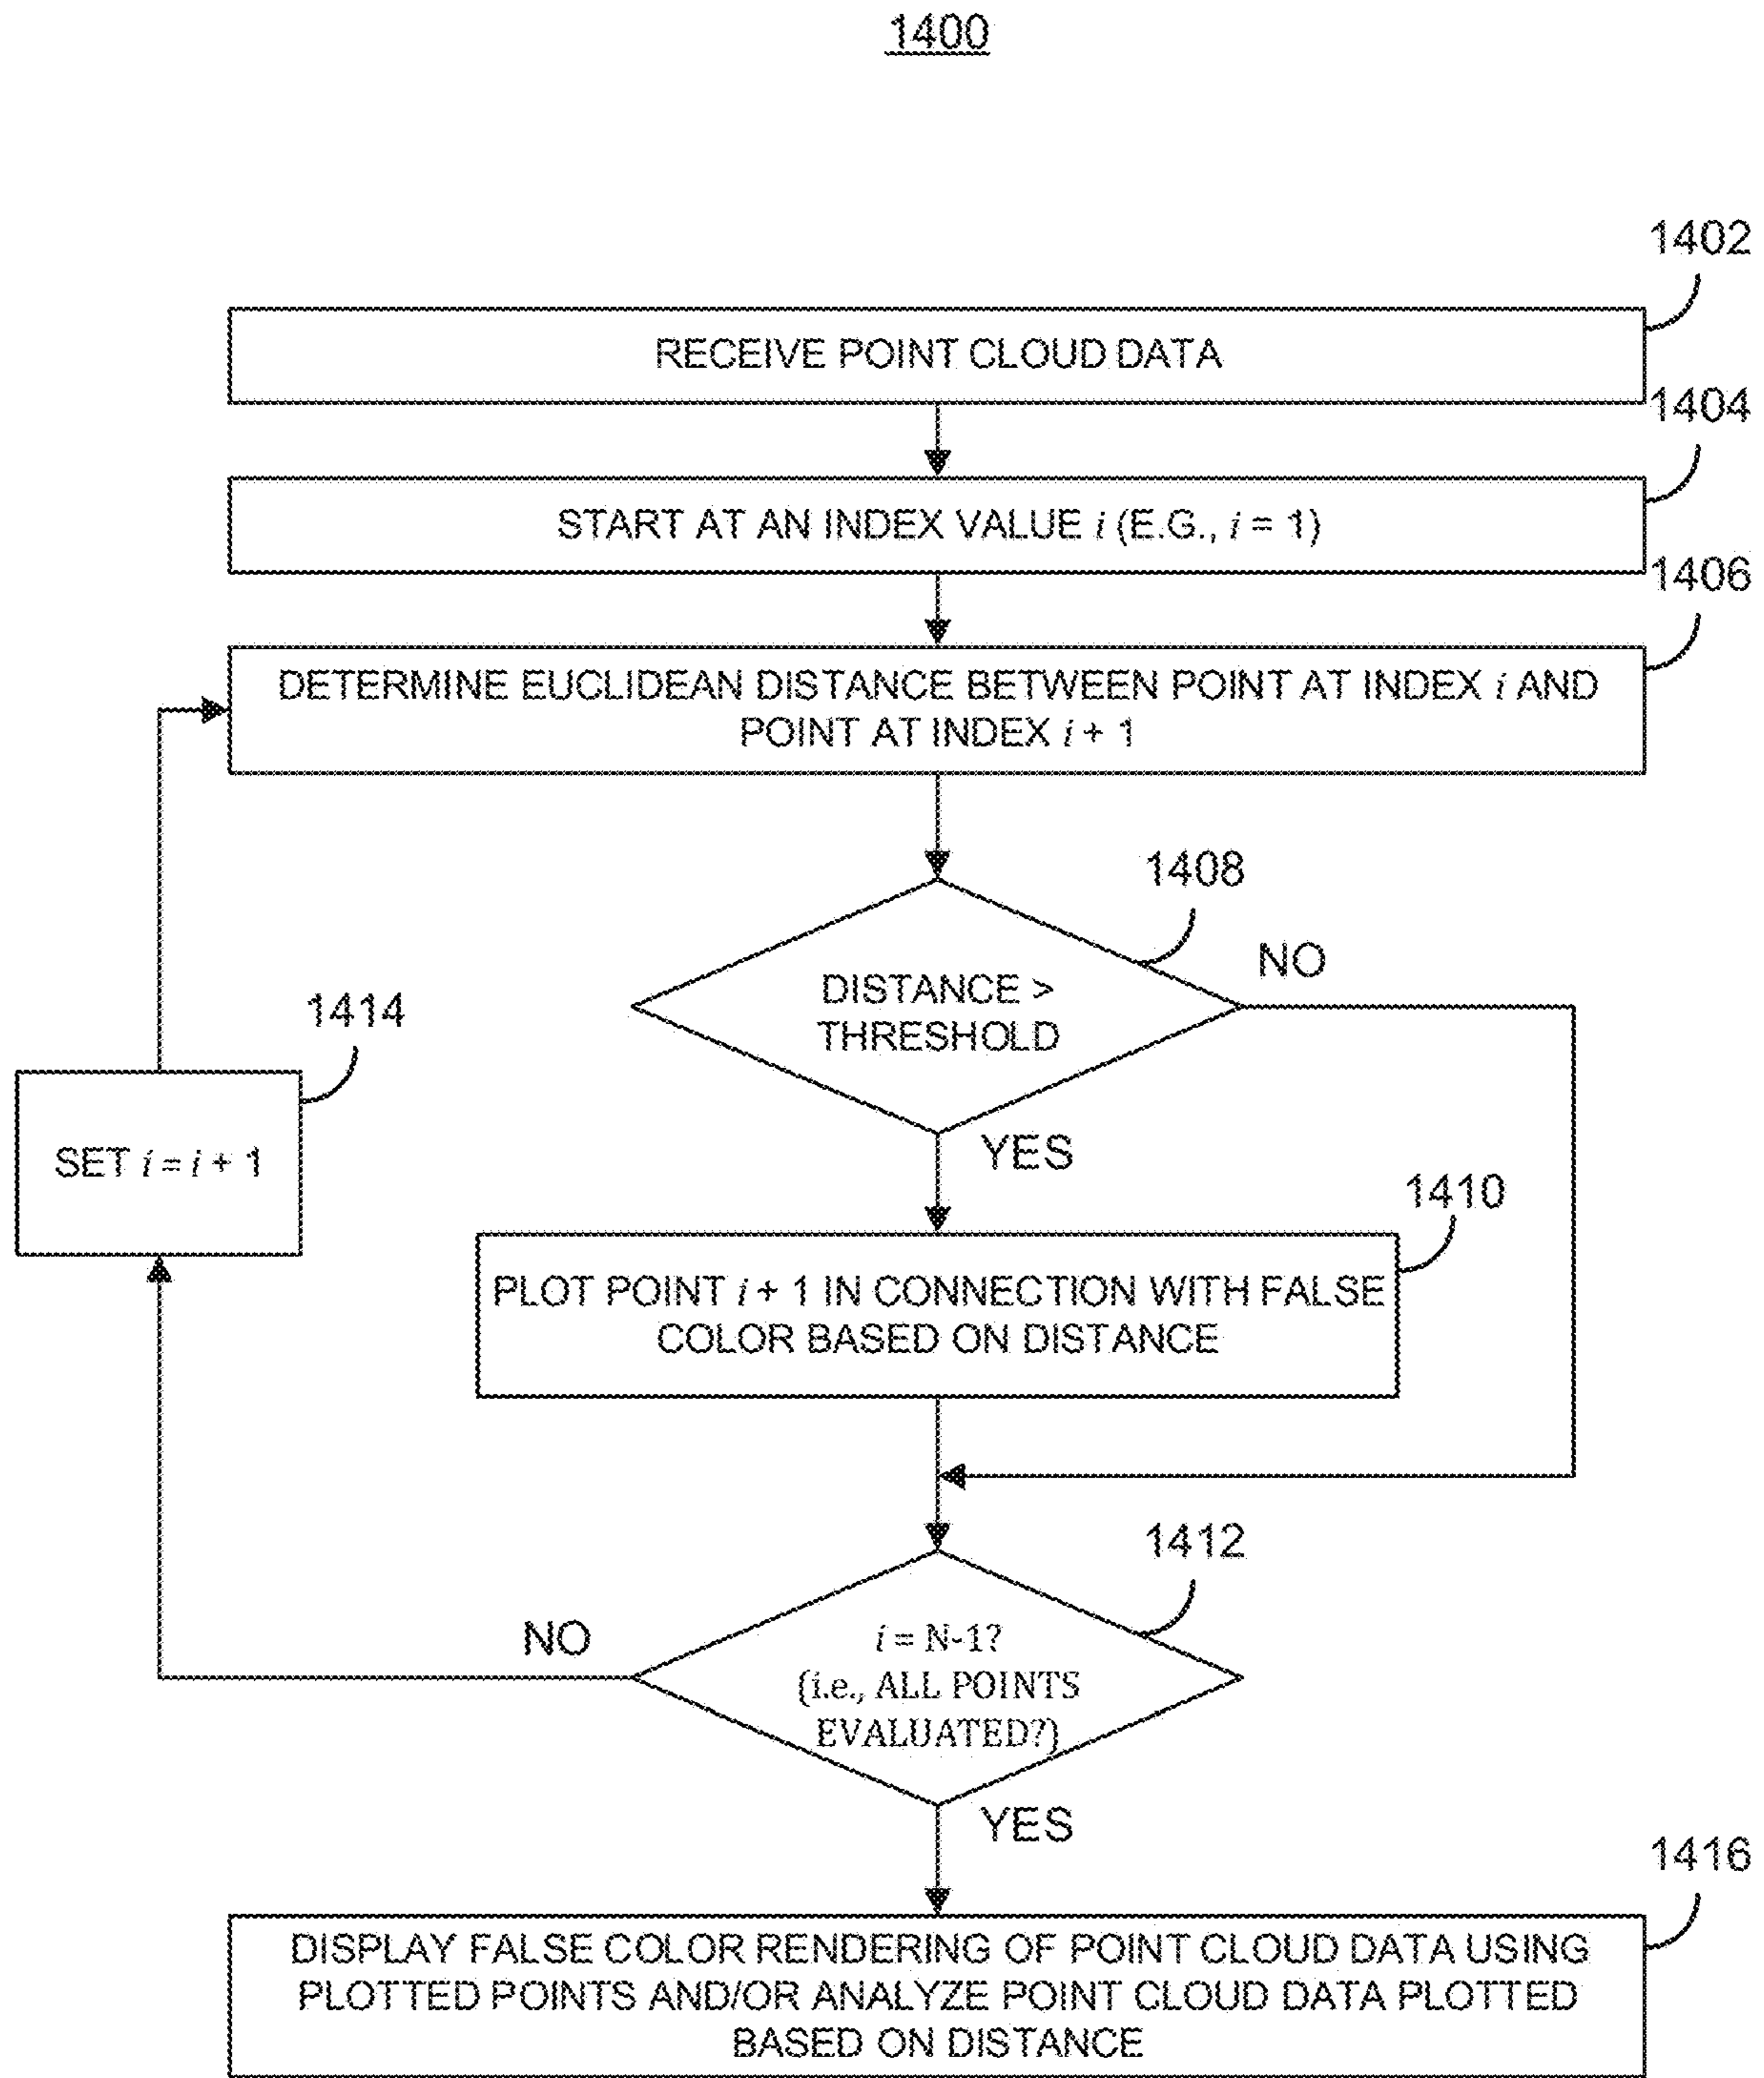 1400
1402
RECEIVE POINT CLOUD DATA
1404
START AT AN INDEX VALUE i (E.G., i = 1)
1406
DETERMINE EUCLIDEAN DISTANCE BETWEEN POINT AT INDEX i AND
POINT AT INDEX i + 1
1408
NO
DISTANCE >
THRESHOLD
1414
SET i = i + 1
YES
1410
PLOT POINT i + 1 IN CONNECTION WITH FALSE
COLOR BASED ON DISTANCE
1412
NO
i = N-1?
(i.e., ALL POINTS
EVALUATED?)
YES
1416
DISPLAY FALSE COLOR RENDERING OF POINT CLOUD DATA USING
PLOTTED POINTS AND/OR ANALYZE POINT CLOUD DATA PLOTTED
BASED ON DISTANCE